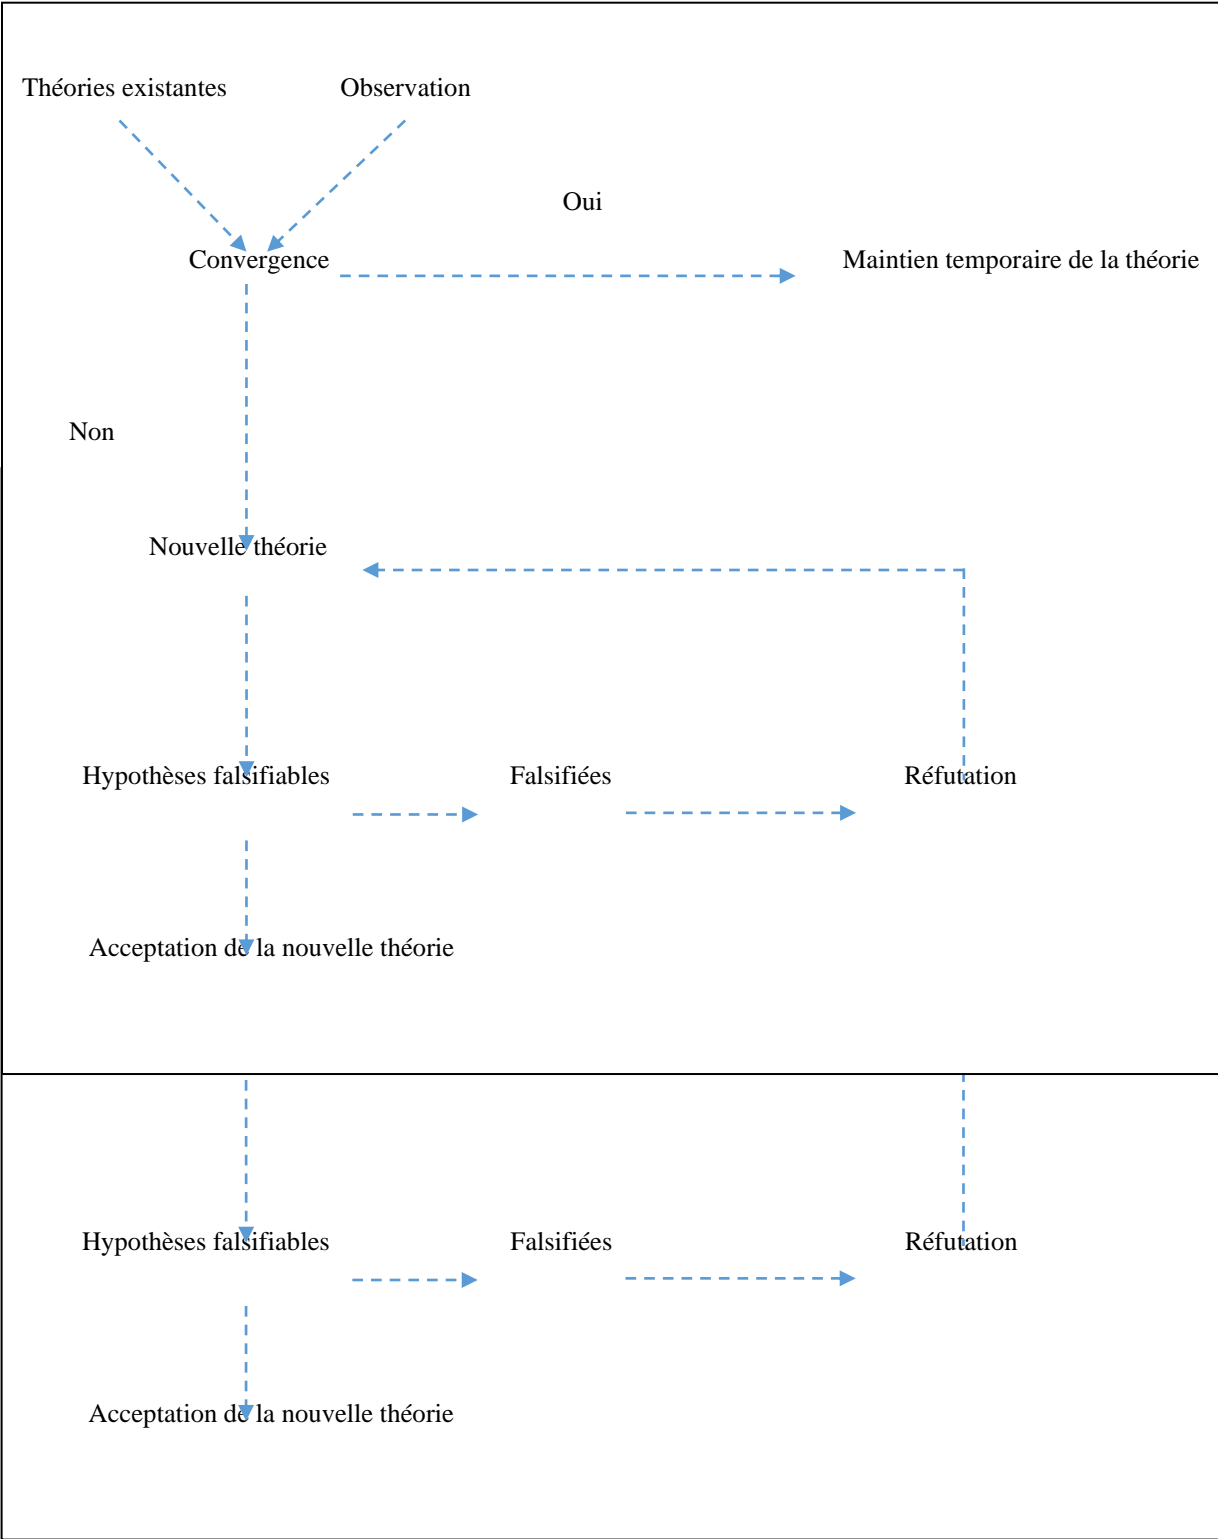 Théories existantes Observation
Oui
Convergence Maintien temporaire de la théorie
Non
Nouvelle théorie
Hypothèses falsifiables Falsifiées Réfutation
Acceptation de la nouvelle théorie
Hypothèses falsifiables Falsifiées Réfutation
Acceptation de la nouvelle théorie